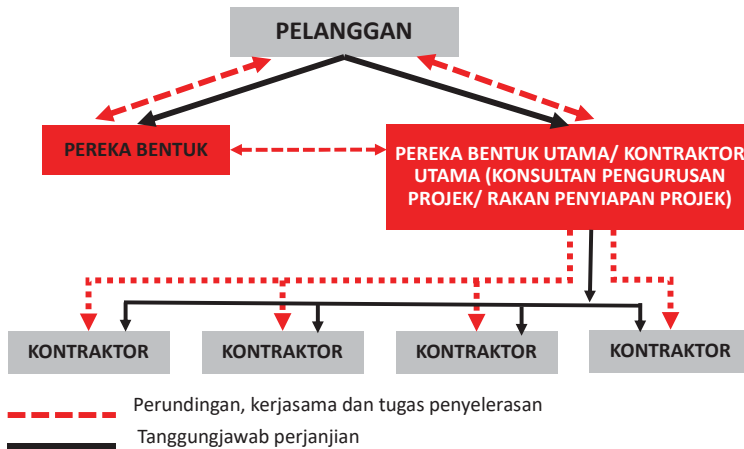 PELANGGAN
PEREKA BENTUK
PEREKA BENTUK UTAMA/ KONTRAKTOR
UTAMA (KONSULTAN PENGURUSAN
PROJEK/ RAKAN PENYIAPAN PROJEK)
KONTRAKTOR
KONTRAKTOR
KONTRAKTOR
KONTRAKTOR
Perundingan, kerjasama dan tugas penyelerasan
Tanggungjawab perjanjian